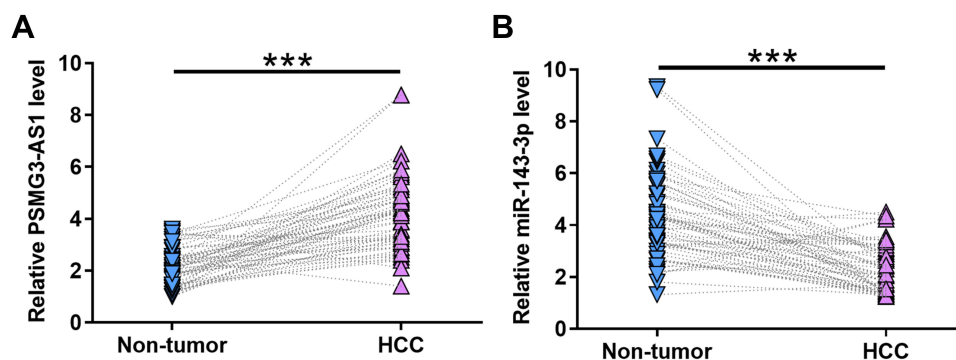 A
Relative PSMG3-AS1 level
10
8
6
4
2
0
***
Non-tumor
HCC
B
Relative miR-143-3p level
10
8
6
4
2
0
***
Non-tumor
HCC